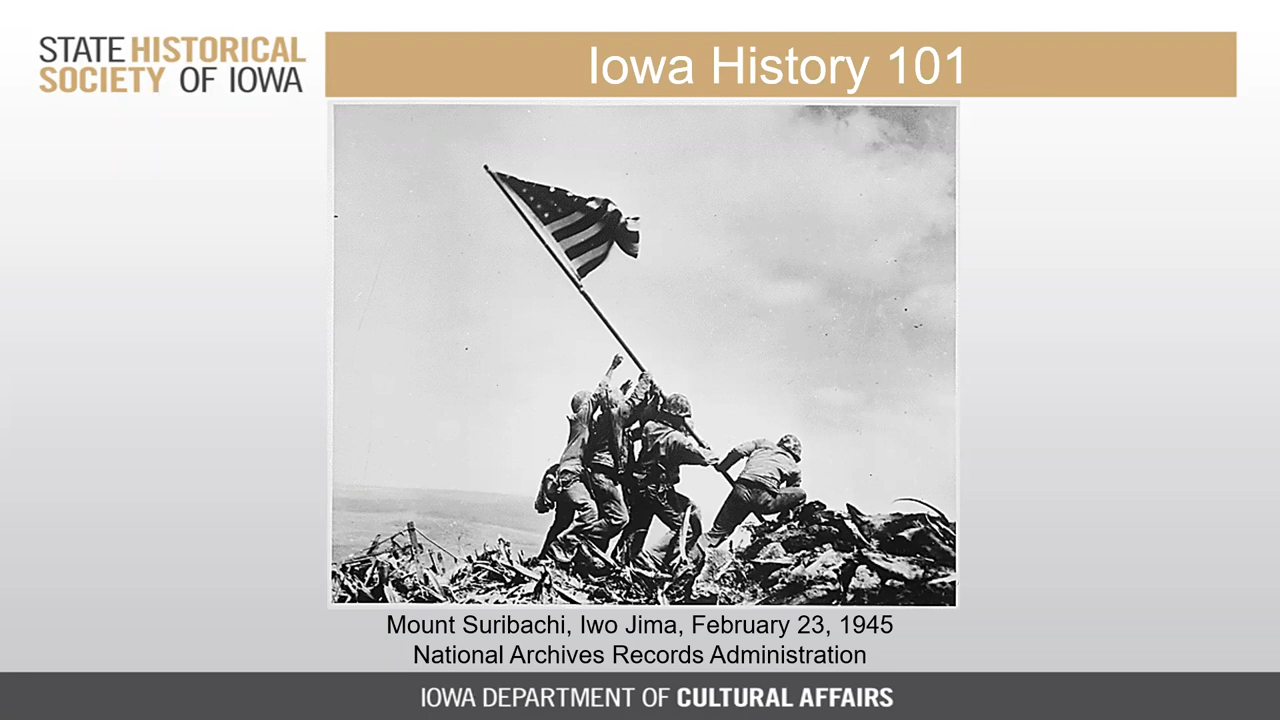 STATE HISTORICAL
SOCIETY OF IOWA
Iowa History 101
Mount Suribachi, Iwo Jima, February 23, 1945
National Archives Records Administration
IOWA DEPARTMENT OF CULTURAL AFFAIRS